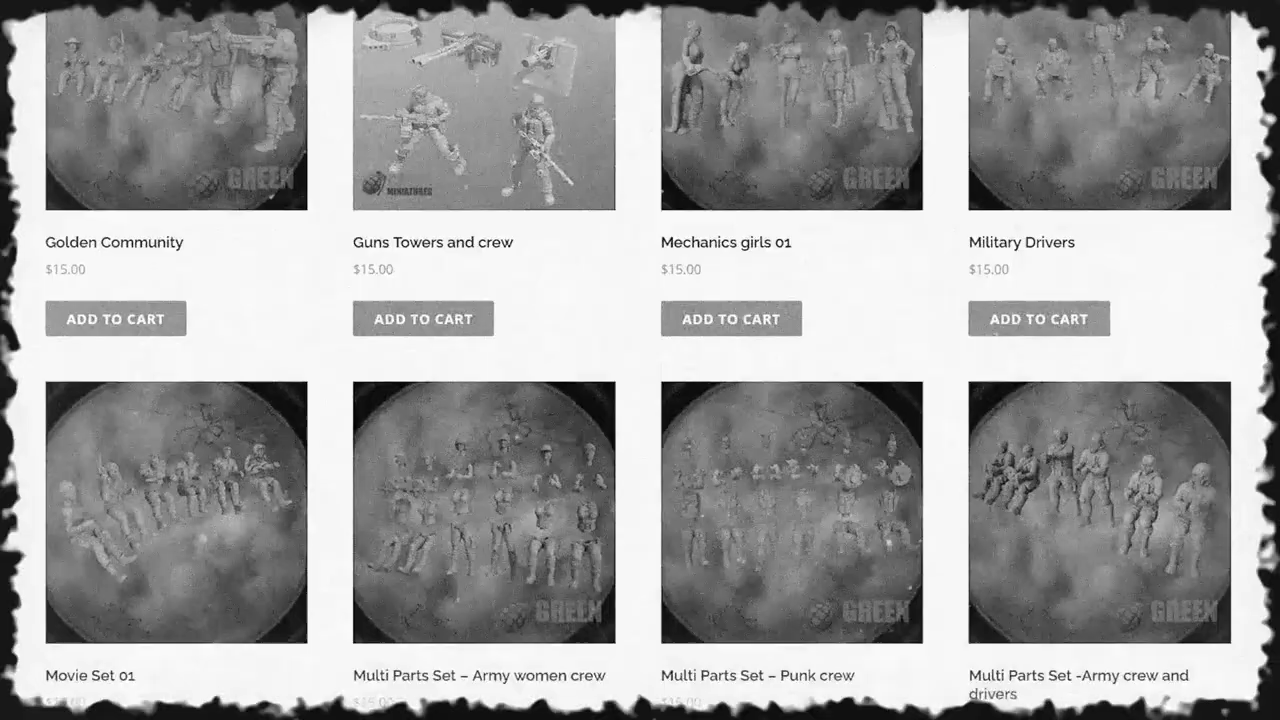 GREEN
MINIATURES
GREEN
GREEN
Golden Community
Guns Towers and crew
Mechanics girls 01
Military Drivers
$15.00
$15.00
$15.00
$15.00
ADD TO CART
ADD TO CART
ADD TO CART
ADD TO CART
GREEN
GREEN
GREEN
Movie Set 01
Multi Parts Set – Army women crew
Multi Parts Set – Punk crew
Multi Parts Set -Army crew and
drivers